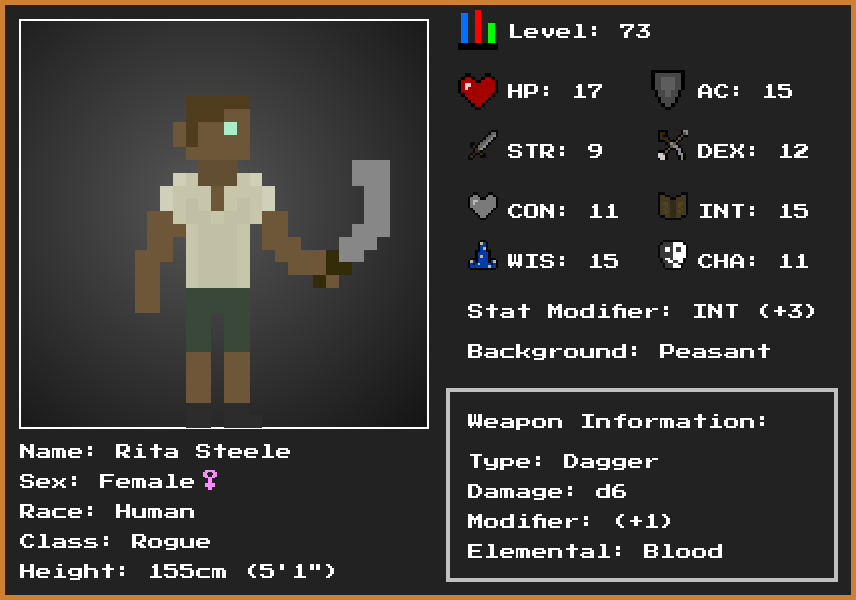 Level: 73
HP: 17 AC: 15
STR: 9 DEX: 12
CON: 11 INT: 15
WIS: 15 CHA: 11
Stat Modifier: INT (+3)
Background: Peasant
Weapon Information:
Type: Dagger
Damage: d6
Modifier: (+1)
Elemental: Blood
Name: Rita Steele
Sex: Female♀
Race: Human
Class: Rogue
Height: 155cm (5'1")